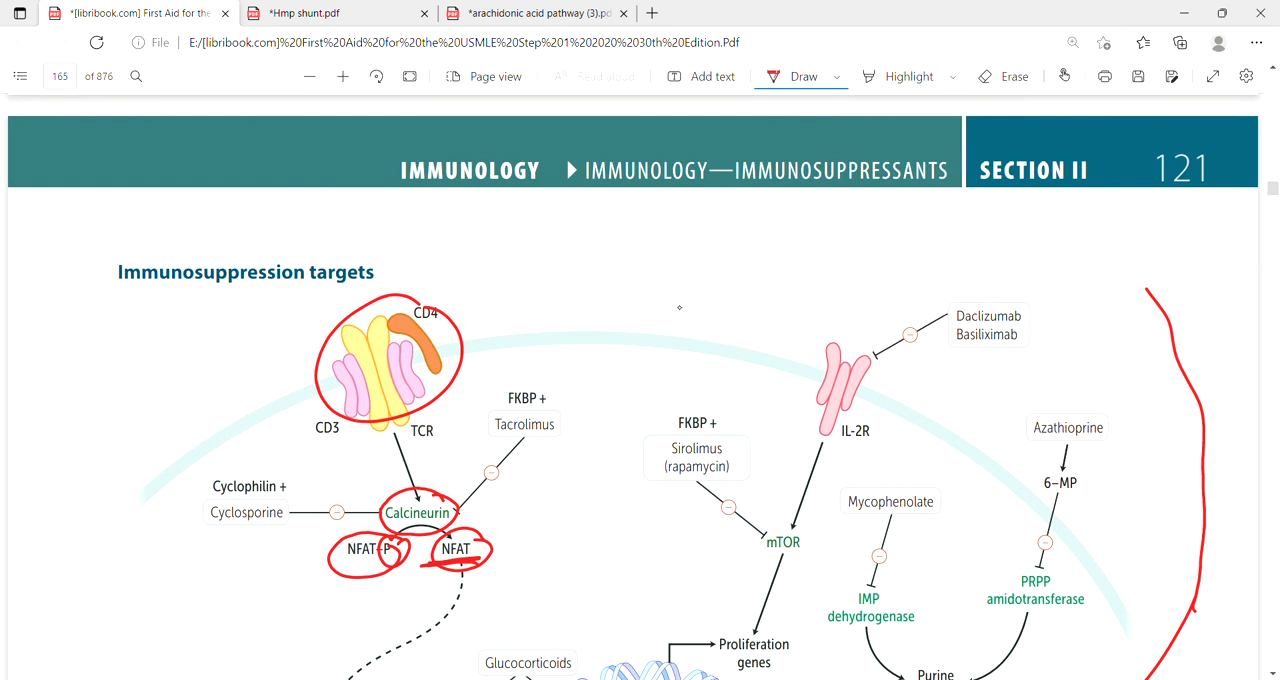 *[libribook.com] First Aid for the
*Hmp shunt.pdf
*arachidonic acid pathway (3).pd
File
E:/[libribook.com]%20First%20Aid%20for%20the%20USMLE%20Step%201%202020%2030th%20Edition.Pdf
165 of 876
Page view
Read aloud
Add text
Draw
Highlight
Erase
IMMUNOLOGY
IMMUNOLOGY—IMMUNOSUPPRESSANTS
SECTION II
121
Immunosuppression targets
CD4
CD3
TCR
FKBP +
Tacrolimus
Cyclophilin +
Cyclosporine
Calcineurin
NFAT–P
NFAT
FKBP +
Sirolimus
(rapamycin)
mTOR
Daclizumab
Basiliximab
IL-2R
Mycophenolate
Azathioprine
6–MP
IMP
dehydrogenase
PRPP
amidotransferase
Proliferation
genes
Glucocorticoids
Purine